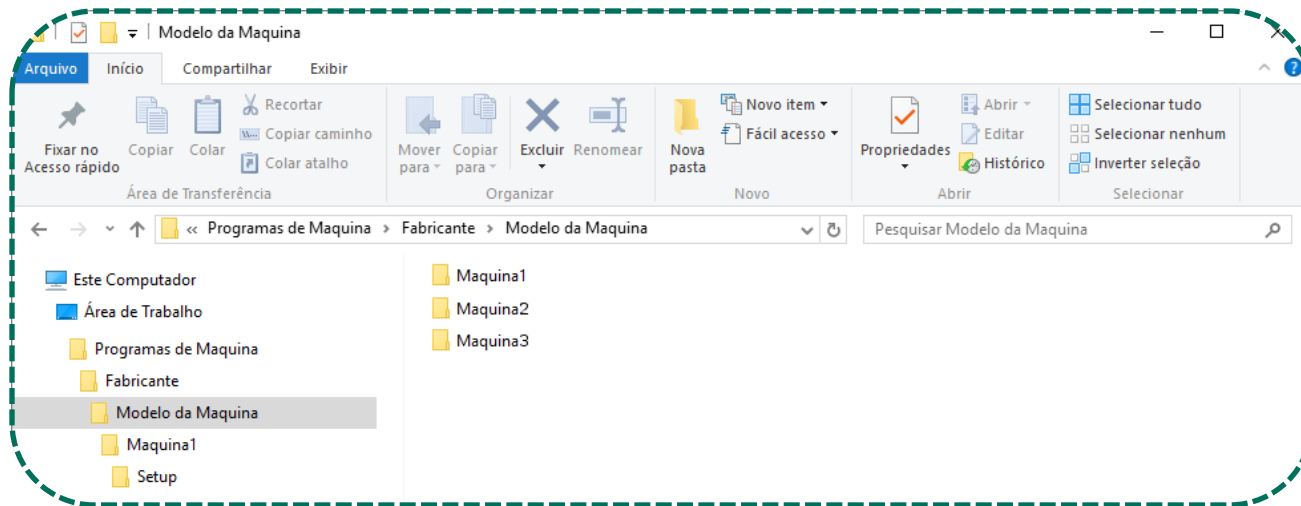 Modelo da Maquina
Arquivo Início Compartilhar Exibir
Fixar no Acesso rápido
Copiar
Colar
Recortar
Copiar caminho
Colar atalho
Área de Transferência
Mover para
Copiar para
Excluir
Renomear
Organizar
Nova pasta
Novo item
Fácil acesso
Novo
Propriedades
Abrir
Editar
Histórico
Abrir
Selecionar tudo
Selecionar nenhum
Inverter seleção
Selecionar
« Programas de Maquina › Fabricante › Modelo da Maquina
Pesquisar Modelo da Maquina
Este Computador
Área de Trabalho
Programas de Maquina
Fabricante
Modelo da Maquina
Maquina1
Setup
Maquina1
Maquina2
Maquina3